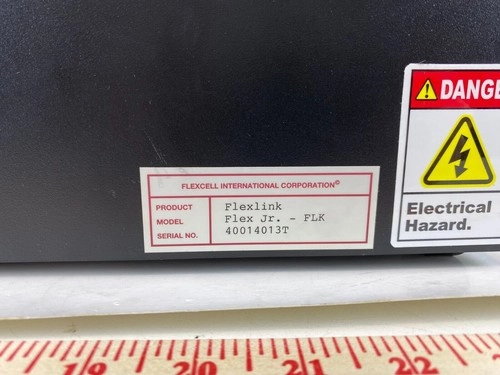 FLEXCELL INTERNATIONAL CORPORATION©
PRODUCT Flexlink
MODEL Flex Jr. - FLK
SERIAL NO. 40014013T
DANGE
Electrical
Hazard.
19 20 21 22